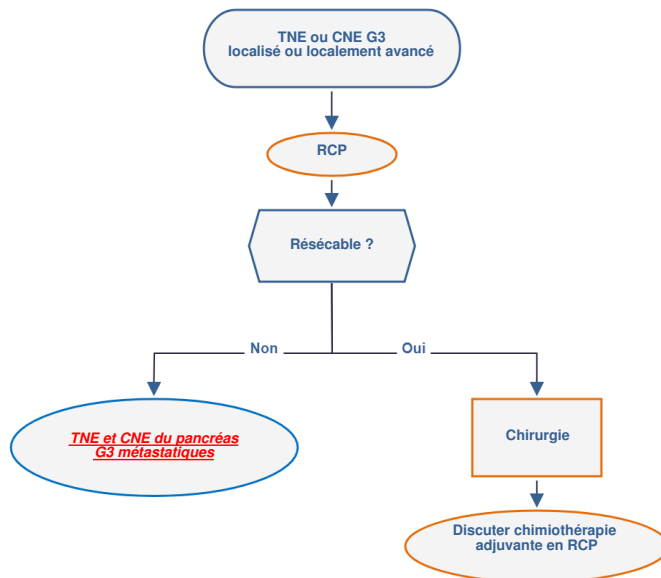 TNE ou CNE G3
localisé ou localement avancé
RCP
Résécable ?
Non
Oui
TNE et CNE du pancréas
G3 métastatiques
Chirurgie
Discuter chimiothérapie
adjuvante en RCP